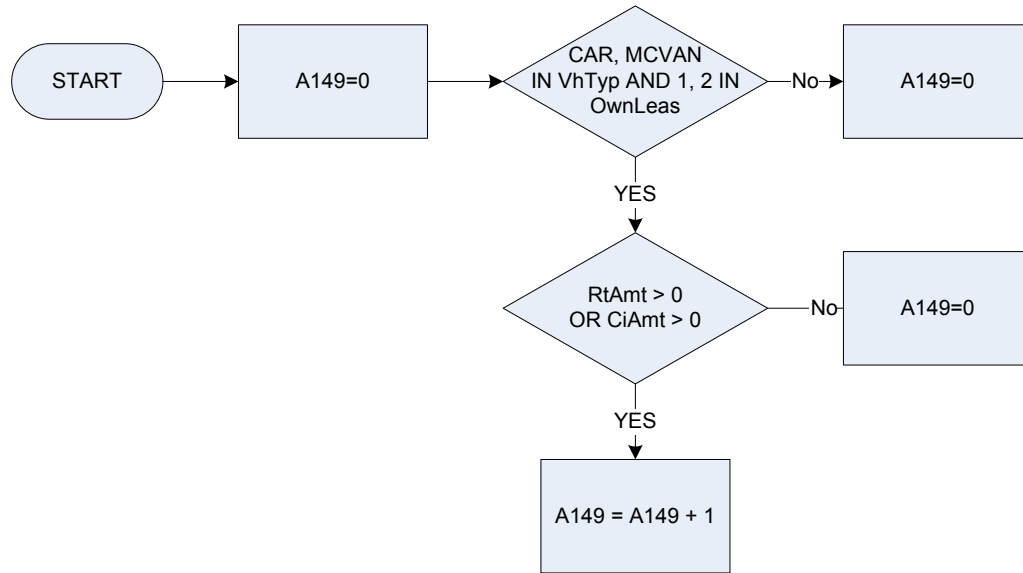 START
A149=0
CAR, MCVAN
IN VhTyp AND 1, 2 IN
OwnLeas
No
A149=0
YES
RtAmt > 0
OR CiAmt > 0
No
A149=0
YES
A149 = A149 + 1